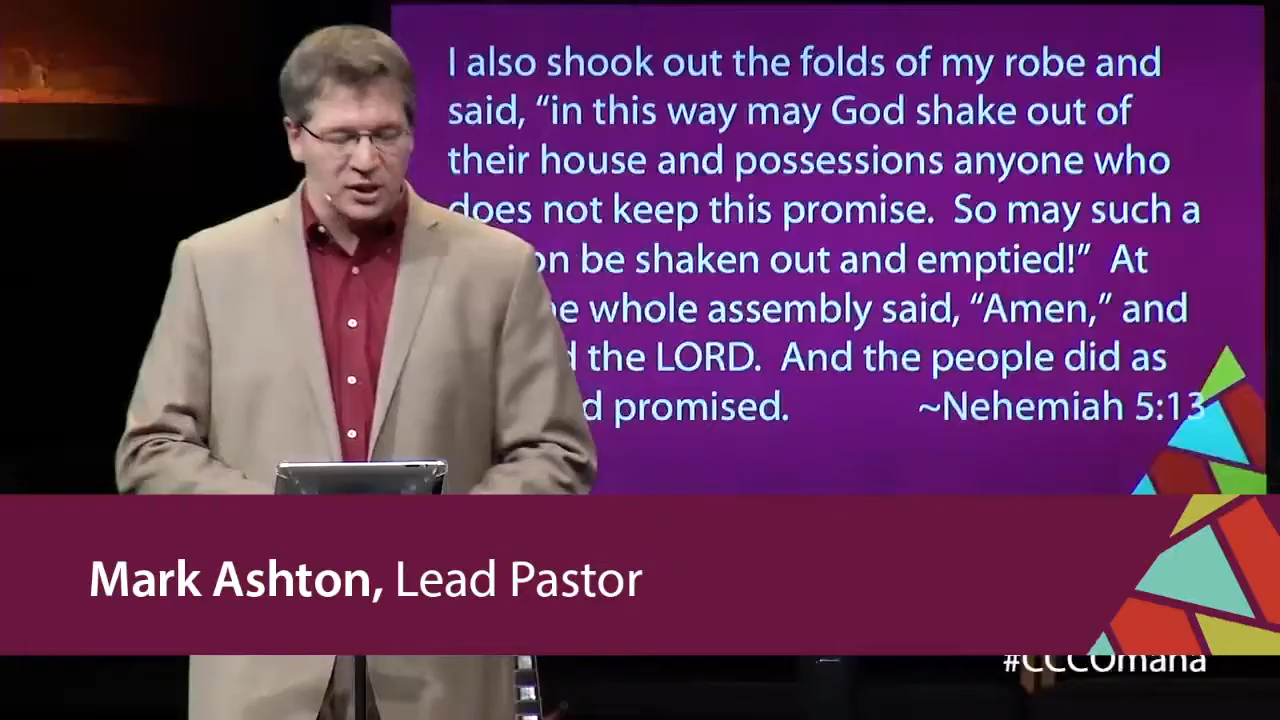 I also shook out the folds of my robe and
said, “in this way may God shake out of
their house and possessions anyone who
does not keep this promise.  So may such a
on be shaken out and emptied!”  At
e whole assembly said, “Amen,” and
d the LORD.  And the people did as
d promised.  ~Nehemiah 5:13
Mark Ashton, Lead Pastor
#CCCOmaha